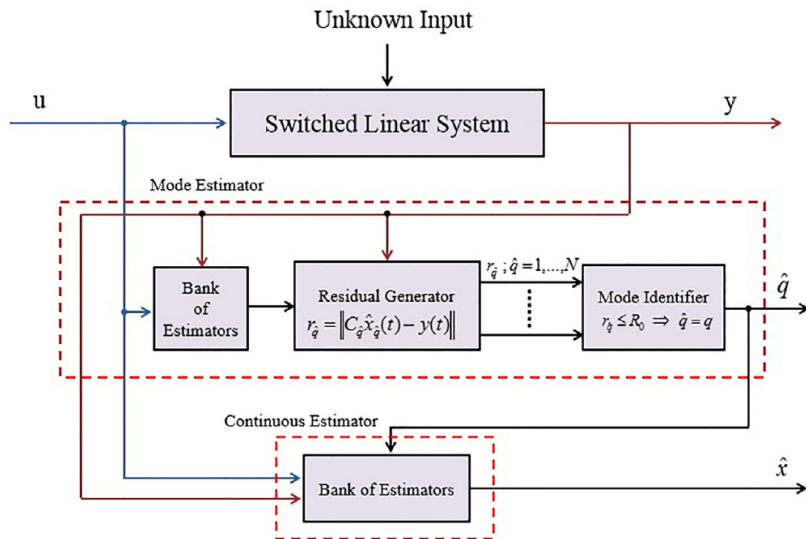 Unknown Input
u
y
Switched Linear System
Mode Estimator
Bank
of
Estimators
Residual Generator
r_q̂ = ‖C_q̂ x̂_q̂(t) − y(t)‖
r_q̂ ; q̂ = 1,...,N
Mode Identifier
r_q̂ ≤ R_0 ⇒ q̂ = q
q̂
Continuous Estimator
Bank of Estimators
x̂